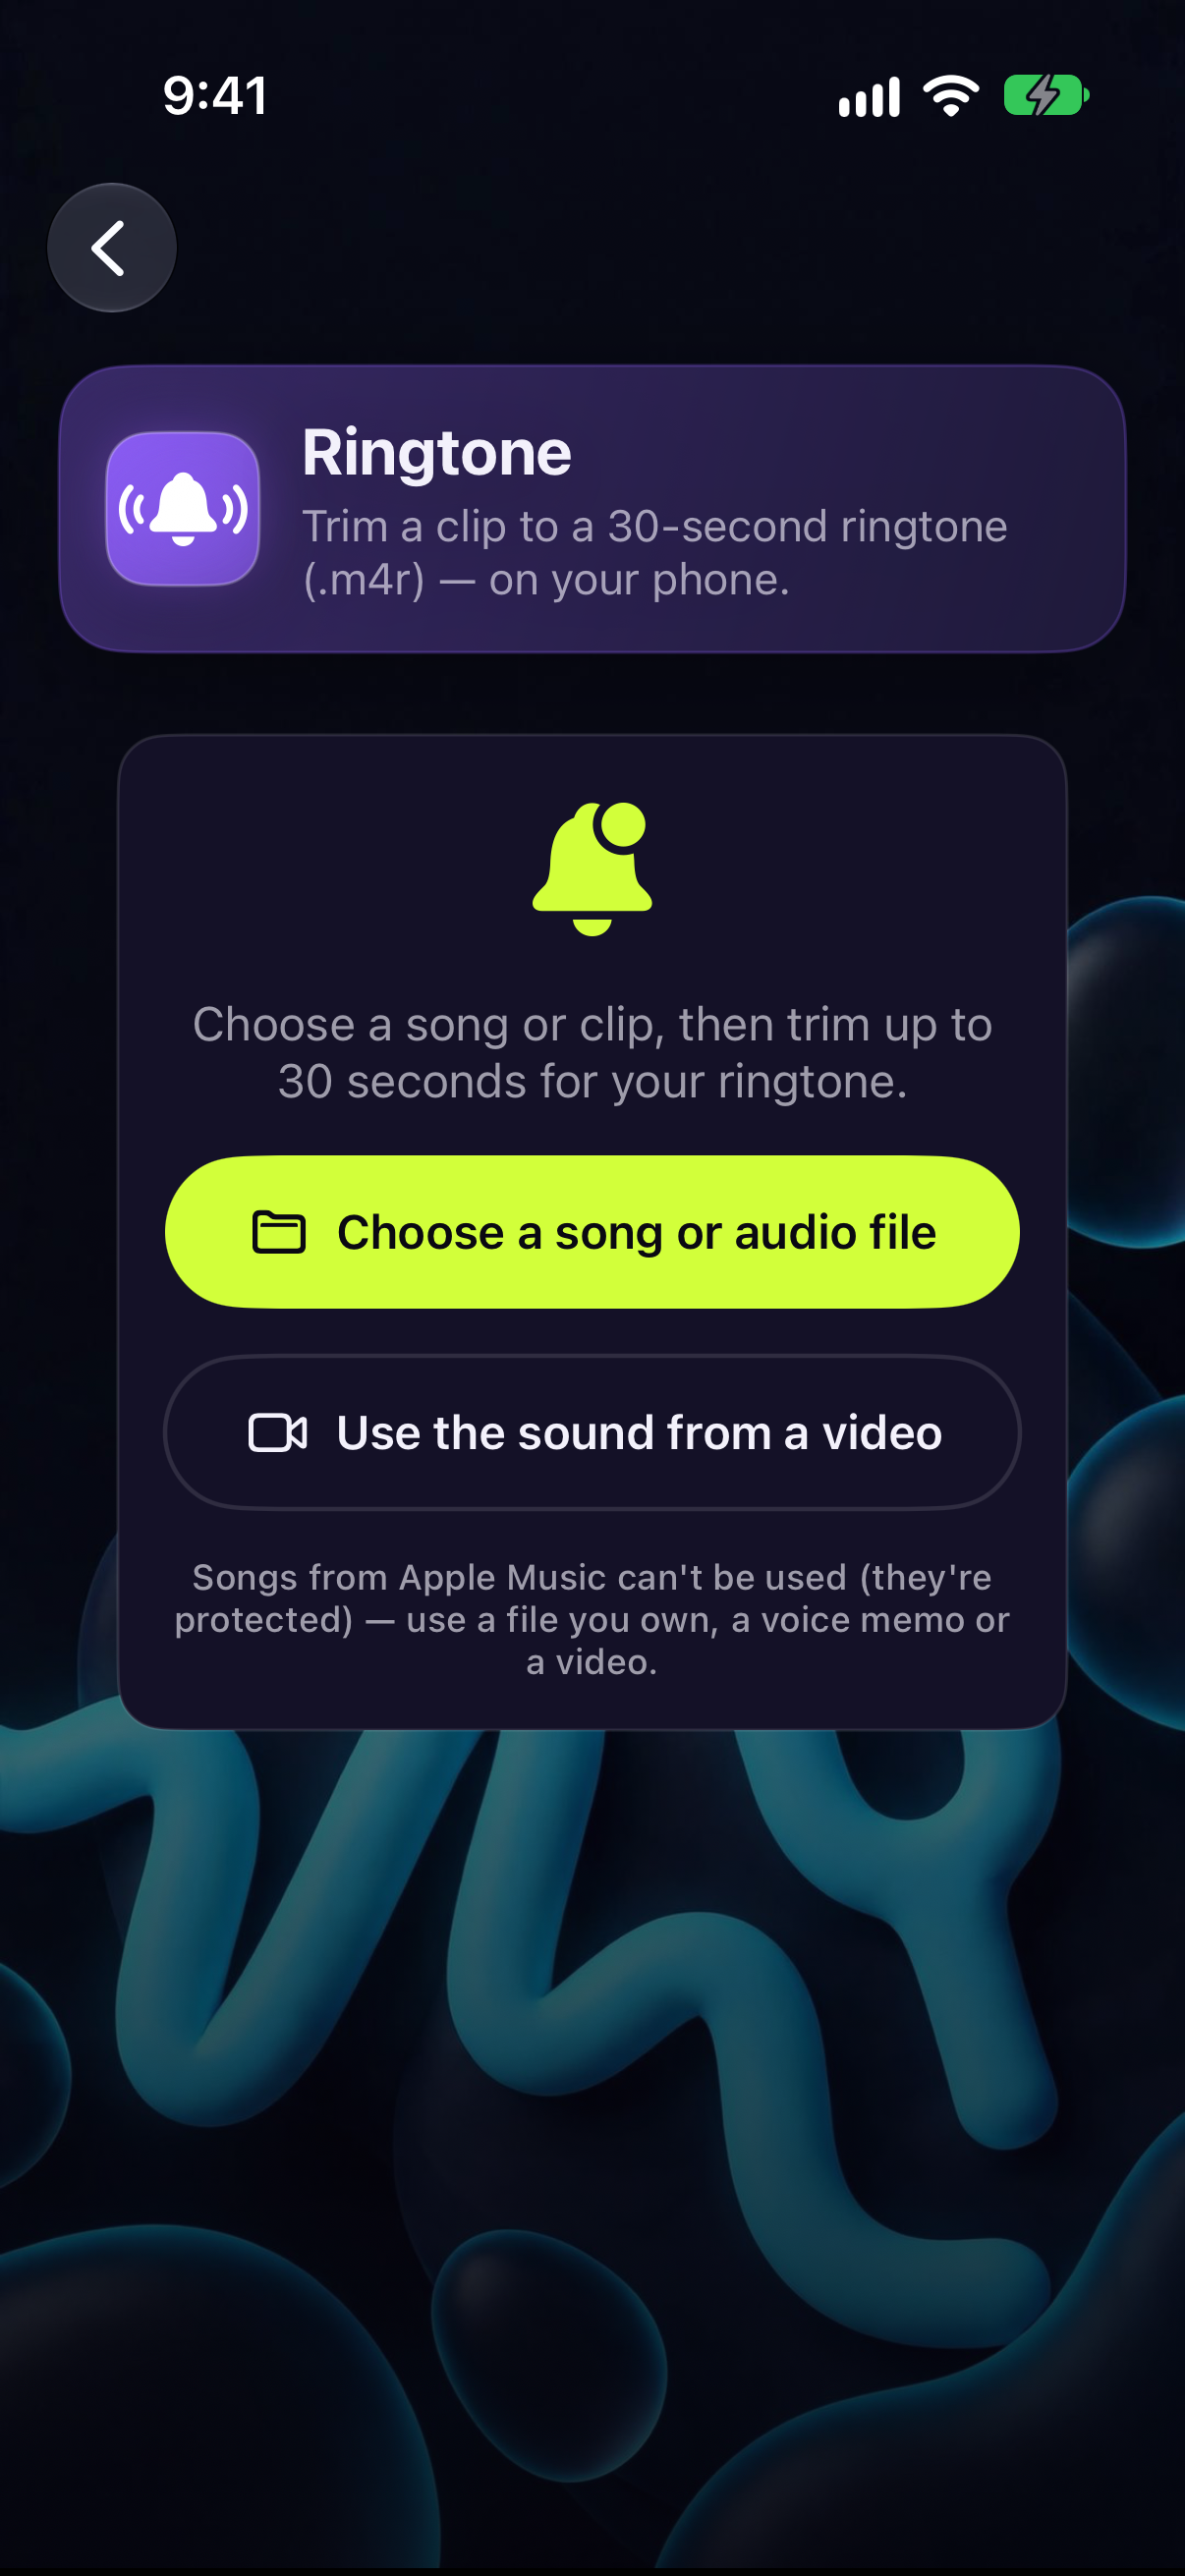 9:41
Ringtone
Trim a clip to a 30-second ringtone
(.m4r) — on your phone.
Choose a song or clip, then trim up to
30 seconds for your ringtone.
Choose a song or audio file
Use the sound from a video
Songs from Apple Music can't be used (they're
protected) — use a file you own, a voice memo or
a video.